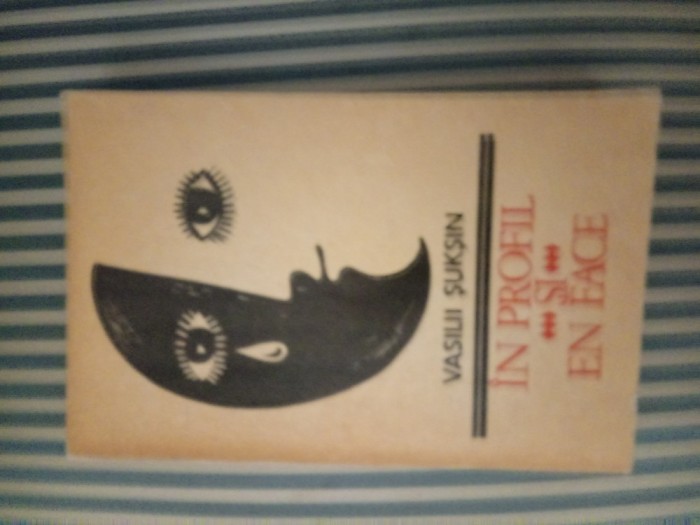 VASILII ŞUKŞIN
ÎN PROFIL
ŞI
EN FACE